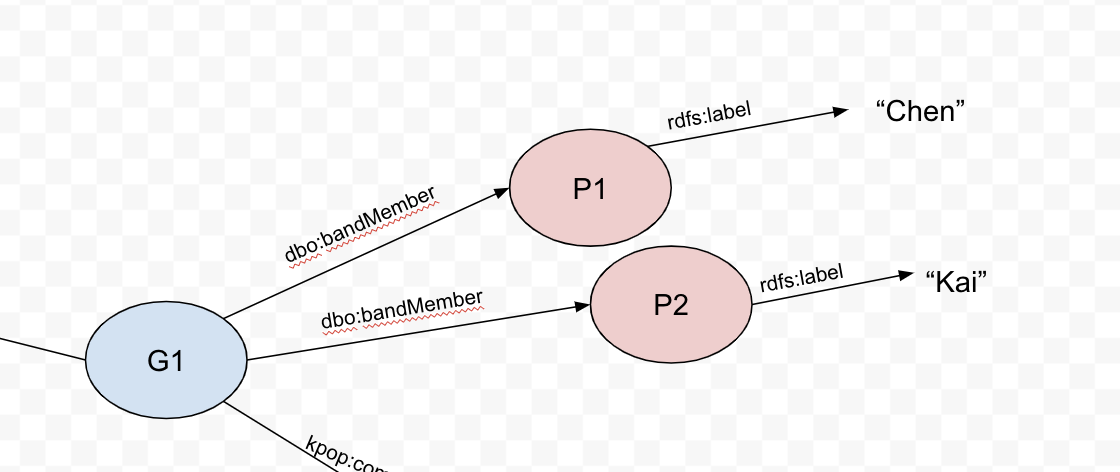 rdfs:label
“Chen”
dbo:bandMember
P1
rdfs:label
“Kai”
dbo:bandMember
P2
G1